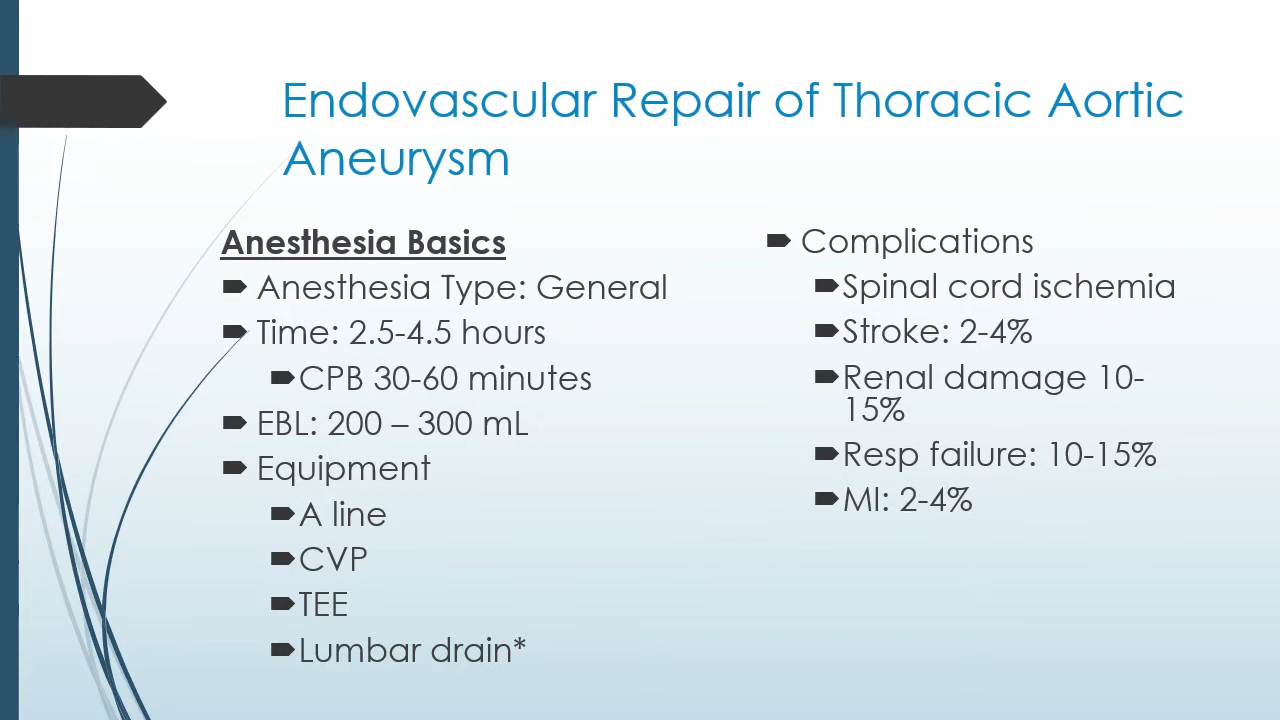 Endovascular Repair of Thoracic Aortic
Aneurysm
Anesthesia Basics
Anesthesia Type: General
Time: 2.5-4.5 hours
CPB 30-60 minutes
EBL: 200 – 300 mL
Equipment
A line
CVP
TEE
Lumbar drain*
Complications
Spinal cord ischemia
Stroke: 2-4%
Renal damage 10-
15%
Resp failure: 10-15%
MI: 2-4%